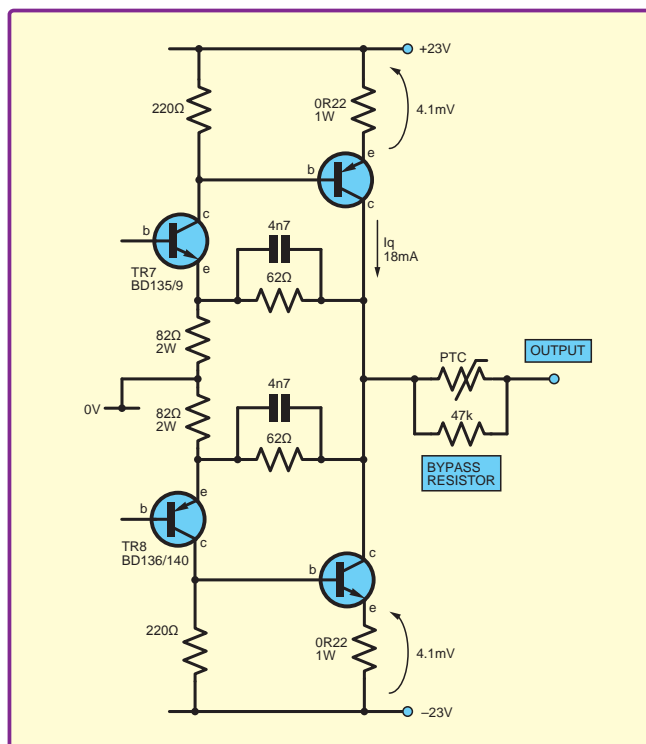 +23V
220Ω
0R22
1W
4.1mV
e
b
c
c
4n7
b
Iq
18mA
e
TR7
BD135/9
62Ω
82Ω
2W
PTC
OUTPUT
0V
4n7
82Ω
2W
47k
62Ω
BYPASS
RESISTOR
e
b
TR8
BD136/140
c
c
b
e
220Ω
0R22
1W
4.1mV
–23V